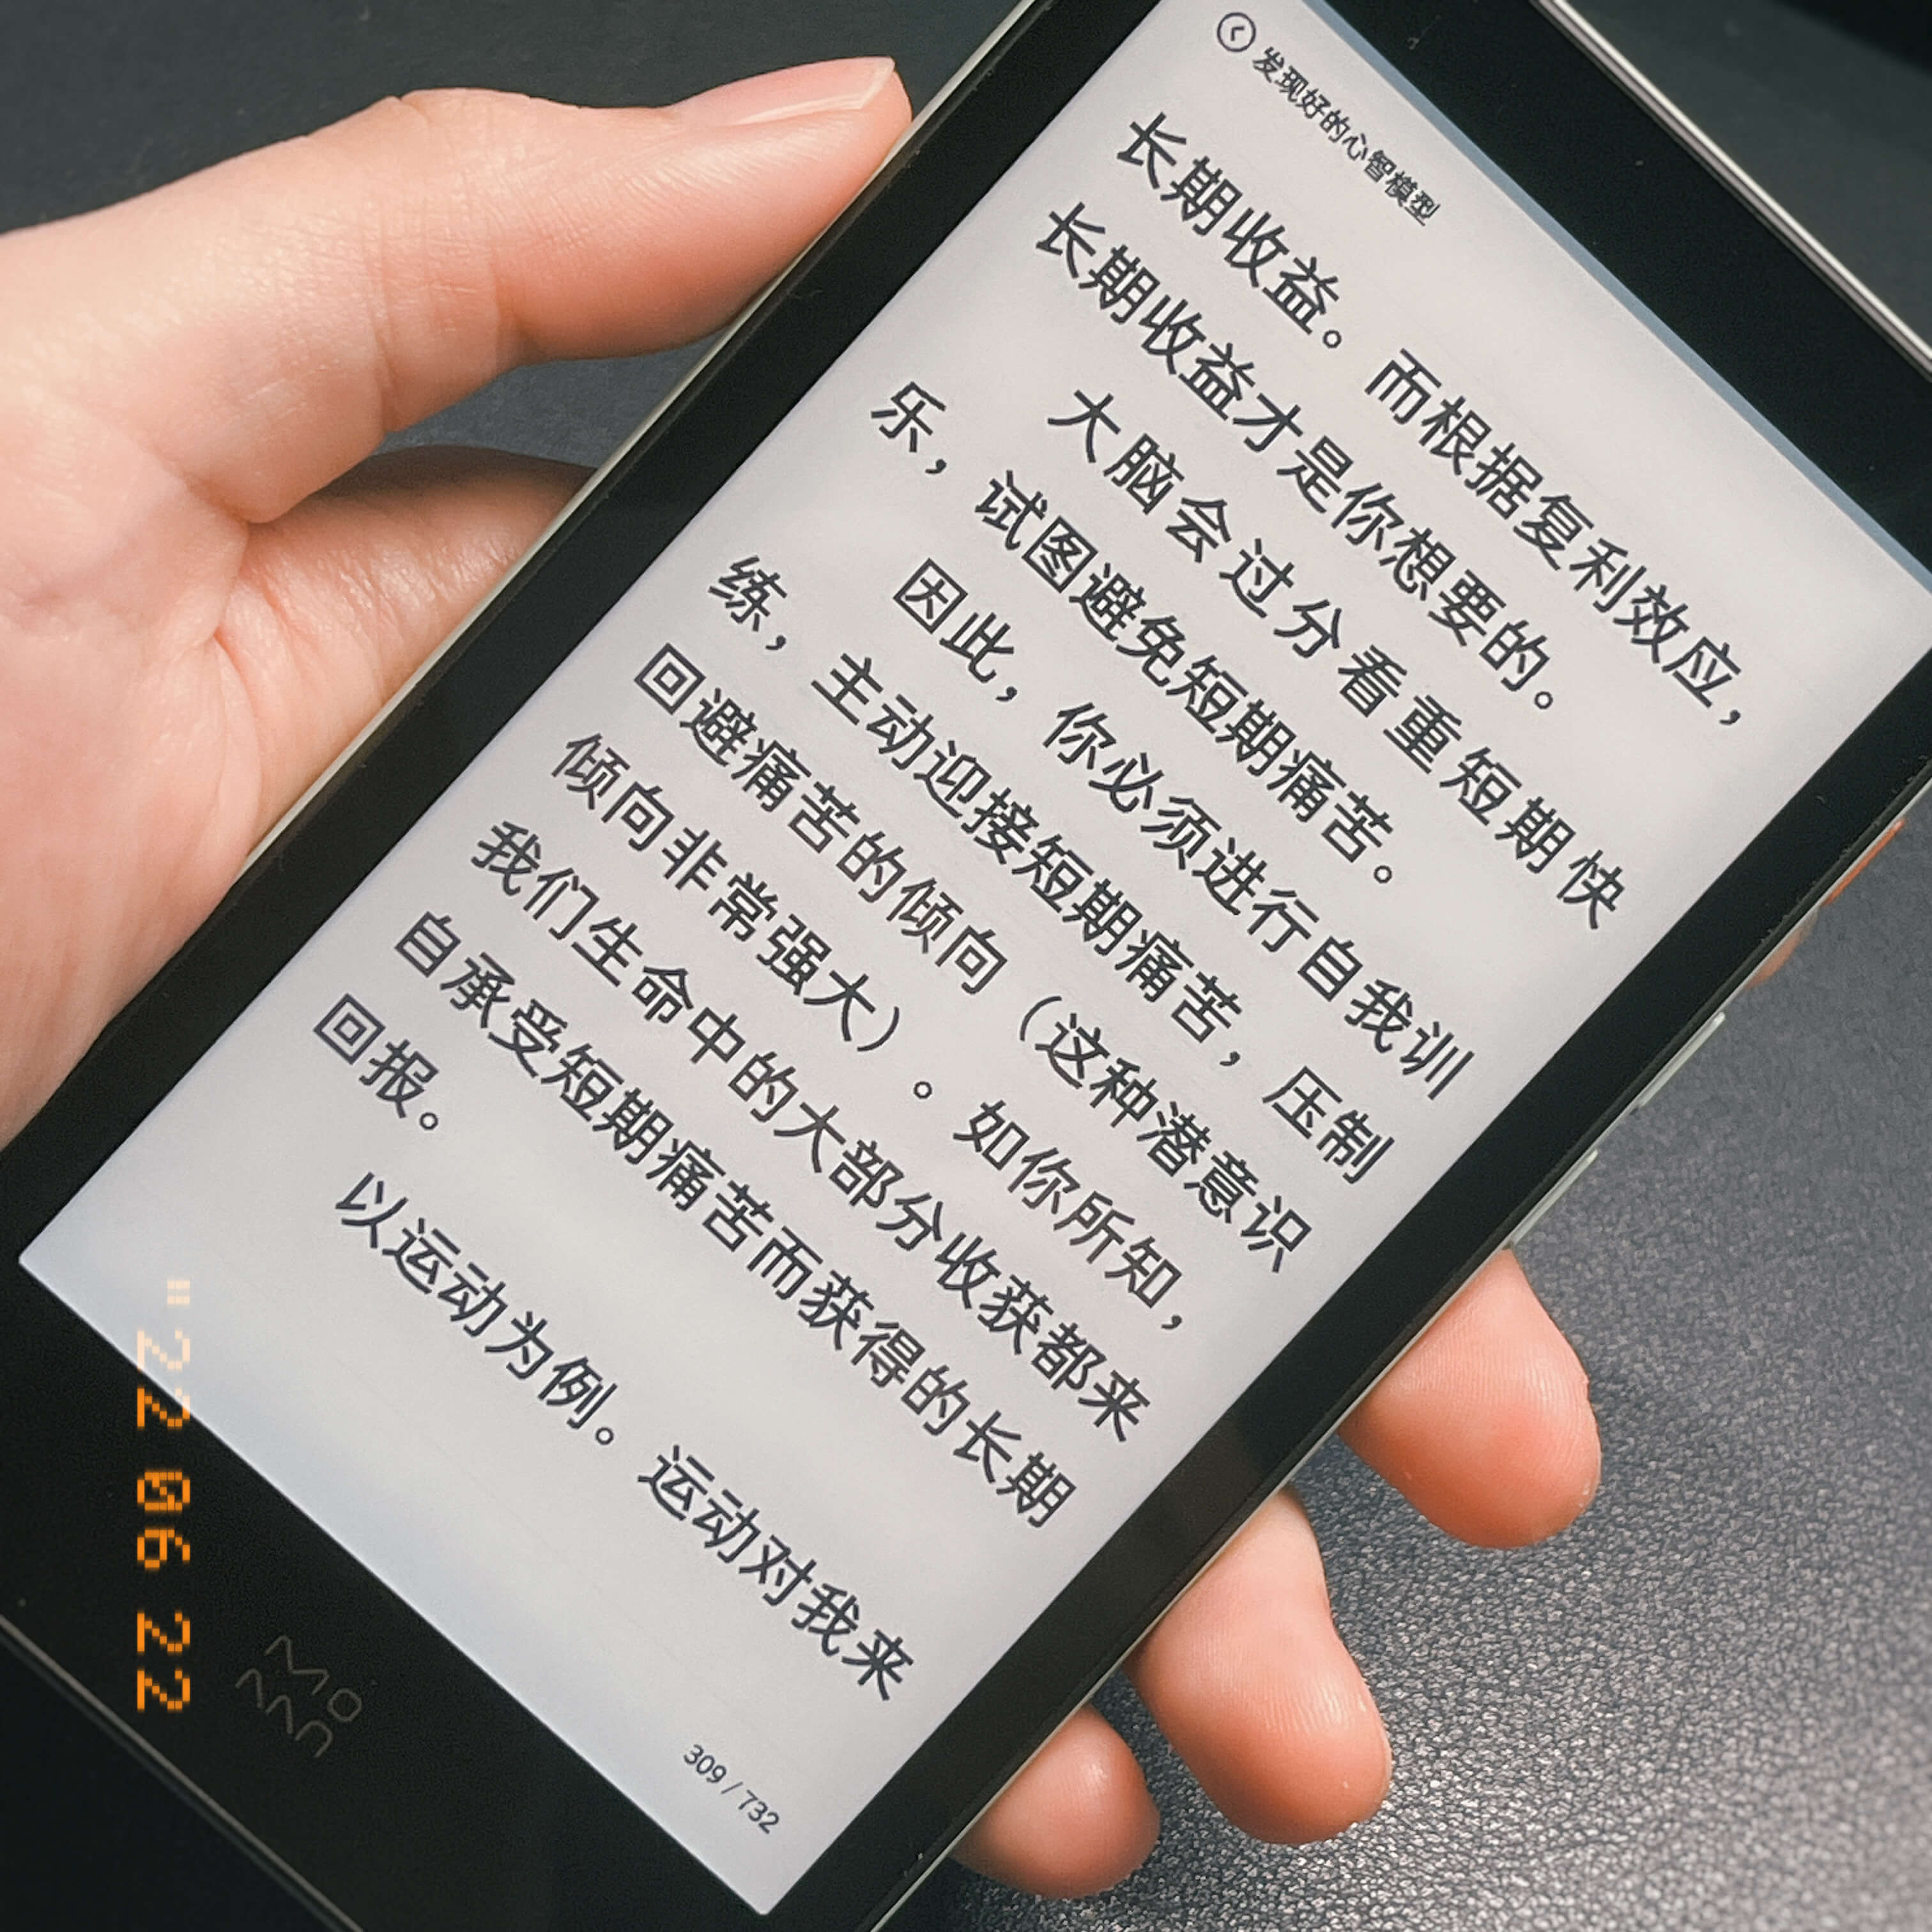 发现好的心智模型
长期收益。而根据复利效应，
长期收益才是你想要的。
大脑会过分看重短期快
乐，试图避免短期痛苦。
因此，你必须进行自我训
练，主动迎接短期痛苦，压制
回避痛苦的倾向（这种潜意识
倾向非常强大）。如你所知，
我们生命中的大部分收获都来
自承受短期痛苦而获得的长期
回报。
以运动为例。运动对我来
309 / 732
MOAN
"22 06 22